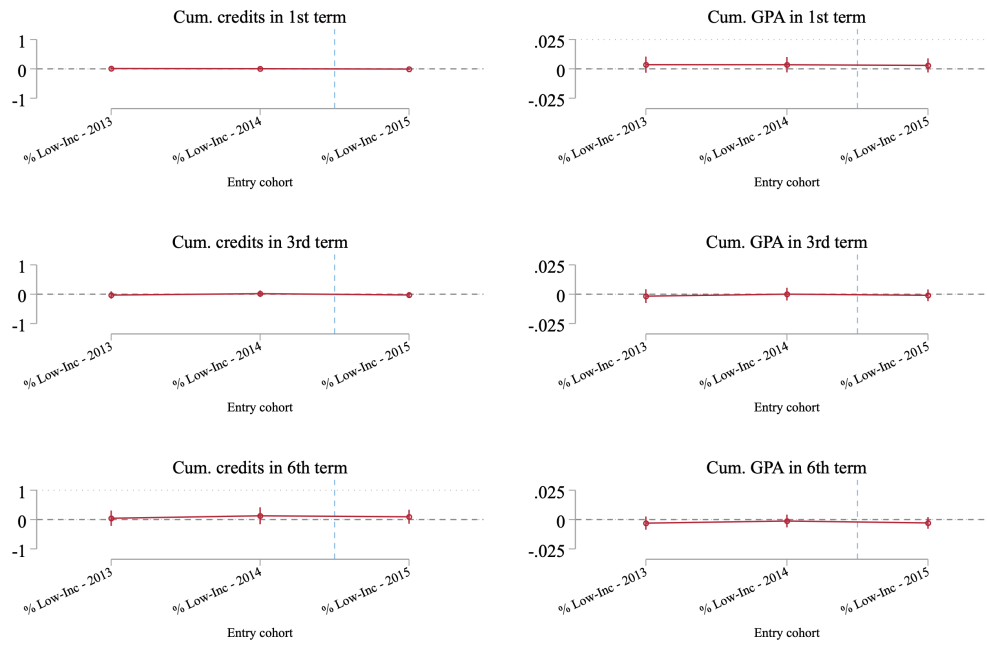 Cum. credits in 1st term
1
0
-1
% Low-Inc - 2013
% Low-Inc - 2014
% Low-Inc - 2015
Entry cohort
Cum. GPA in 1st term
.025
0
-.025
% Low-Inc - 2013
% Low-Inc - 2014
% Low-Inc - 2015
Entry cohort
Cum. credits in 3rd term
1
0
-1
% Low-Inc - 2013
% Low-Inc - 2014
% Low-Inc - 2015
Entry cohort
Cum. GPA in 3rd term
.025
0
-.025
% Low-Inc - 2013
% Low-Inc - 2014
% Low-Inc - 2015
Entry cohort
Cum. credits in 6th term
1
0
-1
% Low-Inc - 2013
% Low-Inc - 2014
% Low-Inc - 2015
Entry cohort
Cum. GPA in 6th term
.025
0
-.025
% Low-Inc - 2013
% Low-Inc - 2014
% Low-Inc - 2015
Entry cohort